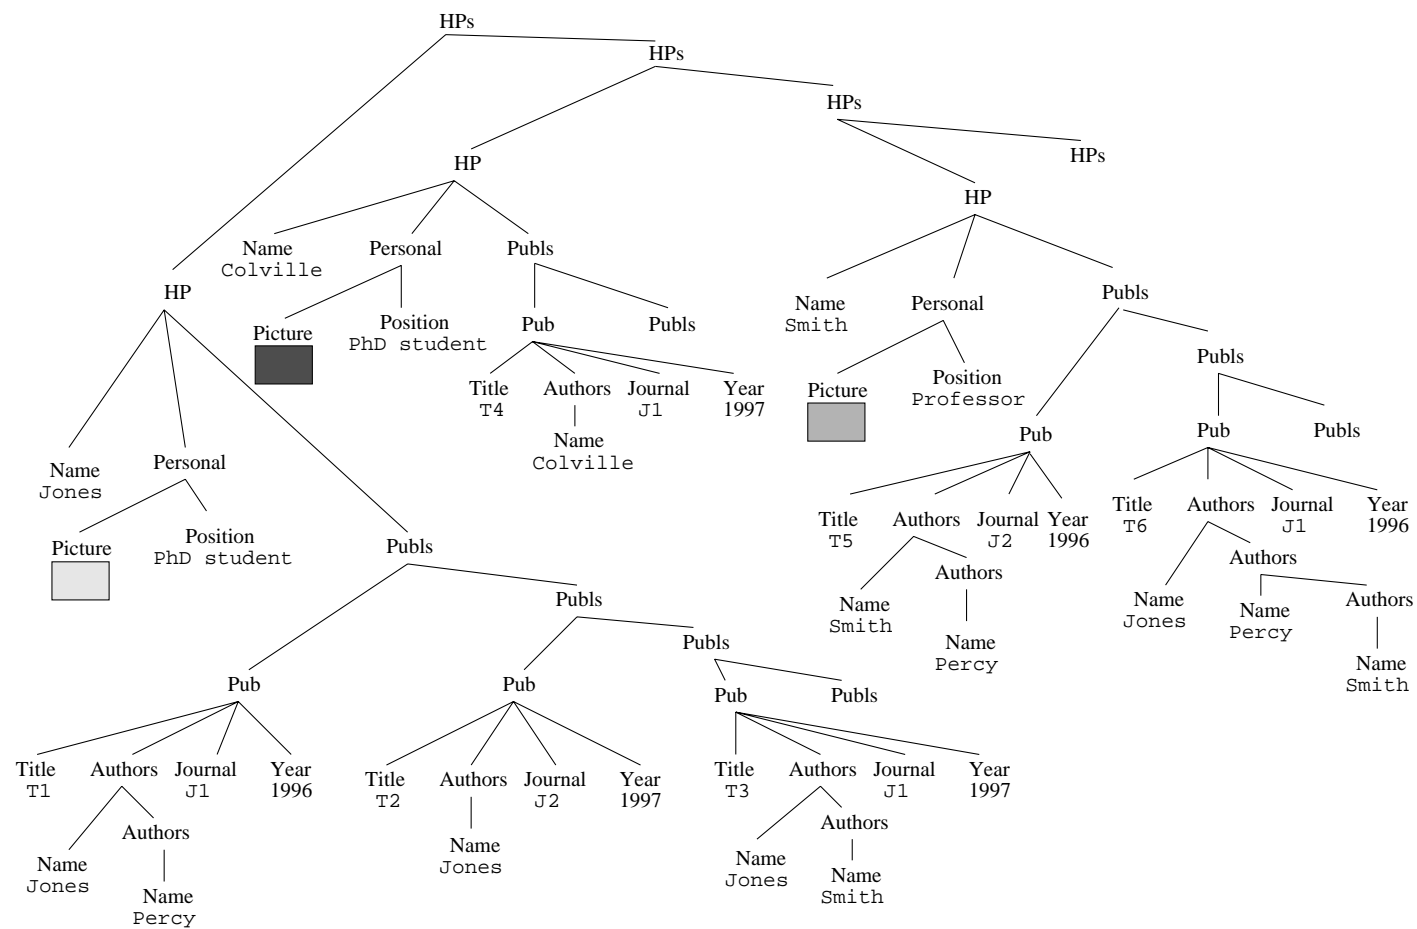 HPs
HPs
HPs
HPs
HP
HP
Name Personal Publs
Colville
HP
Name Personal Publs
Smith
Picture Position Pub Publs
PhD student
Publs
Title Authors Journal Year
T4 J1 1997
Picture Position
Professor
Name
Colville
Pub Pub Publs
Name Personal
Jones
Title Authors Journal Year
T6 J1 1996
Title Authors Journal Year
T5 J2 1996
Picture Position
PhD student
Publs
Authors
Authors
Name Name Authors
Jones Percy
Name
Smith
Publs
Name
Percy
Publs
Name
Smith
Pub Pub Pub Publs
Title Authors Journal Year
T1 J1 1996
Title Authors Journal Year
T2 J2 1997
Title Authors Journal Year
T3 J1 1997
Authors
Authors
Name
Jones
Name
Jones
Name
Jones
Name
Smith
Name
Percy